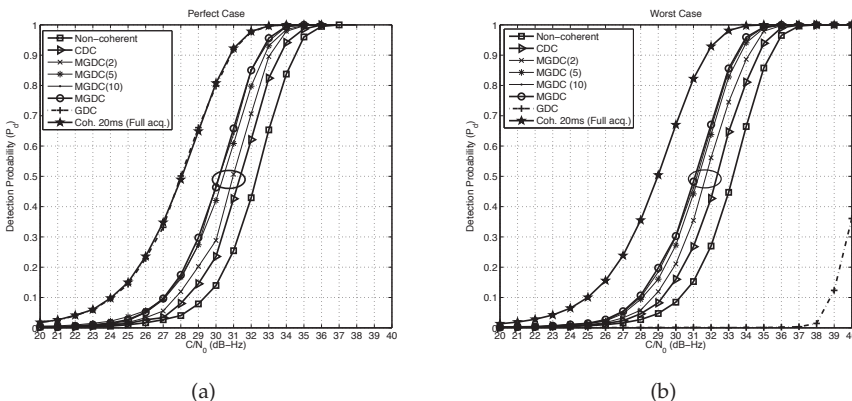 Perfect Case
Detection Probability (P_d)
1
0.9
0.8
0.7
0.6
0.5
0.4
0.3
0.2
0.1
0
Non−coherent
CDC
MGDC(2)
MGDC (5)
MGDC(10)
MGDC
GDC
Coh. 20ms (Full acq.)
20 21 22 23 24 25 26 27 28 29 30 31 32 33 34 35 36 37 38 39 40
C/N_0 (dB−Hz)
(a)
Worst Case
Detection Probability (P_d)
1
0.9
0.8
0.7
0.6
0.5
0.4
0.3
0.2
0.1
0
Non−coherent
CDC
MGDC(2)
MGDC (5)
MGDC (10)
MGDC
GDC
Coh. 20ms (Full acq.)
20 21 22 23 24 25 26 27 28 29 30 31 32 33 34 35 36 37 38 39 40
C/N_0 (dB−Hz)
(b)